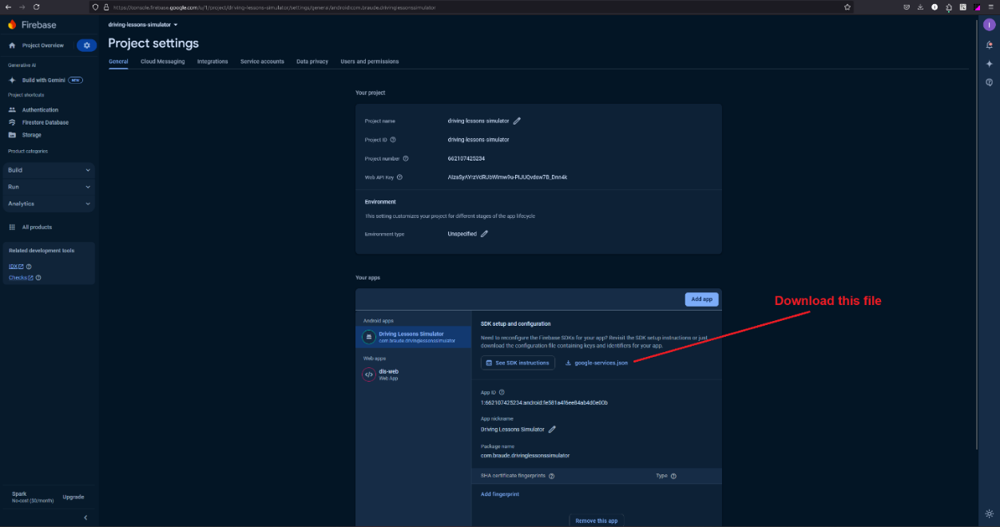 https://console.firebase.google.com/u/1/project/driving-lessons-simulator/settings/general/android:com.braude.drivinglessonssimulator
Firebase
driving-lessons-simulator
Project Overview
Project settings
General
Cloud Messaging
Integrations
Service accounts
Data privacy
Users and permissions
Generative AI
Build with Gemini NEW
Project shortcuts
Authentication
Firestore Database
Storage
Product categories
Build
Run
Analytics
All products
Related development tools
IDX
Checks
Spark
No-cost ($0/month)
Upgrade
Your project
Project name
driving-lessons-simulator
Project ID
driving-lessons-simulator
Project number
662107425234
Web API Key
Environment
This setting customizes your project for different stages of the app lifecycle
Environment type
Unspecified
Your apps
Add app
Android apps
Driving Lessons Simulator
com.braude.drivinglessonssimulator
Web apps
dls-web
Web App
SDK setup and configuration
Need to reconfigure the Firebase SDKs for your app? Revisit the SDK setup instructions or just
download the configuration file containing keys and identifiers for your app.
See SDK instructions
google-services.json
App ID
1:662107425234:android:fe581a4f6ee84ab4d0e00b
App nickname
Driving Lessons Simulator
Package name
com.braude.drivinglessonssimulator
SHA certificate fingerprints
Type
Add fingerprint
Remove this app
Download this file
I